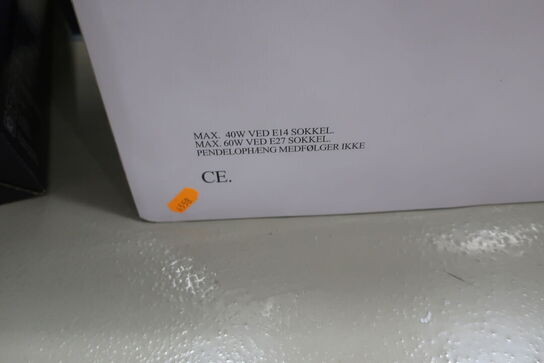 MAX. 40W VED E14 SOKKEL.
MAX. 60W VED E27 SOKKEL.
PENDELOPHÆNG MEDFØLGER IKKE
CE.